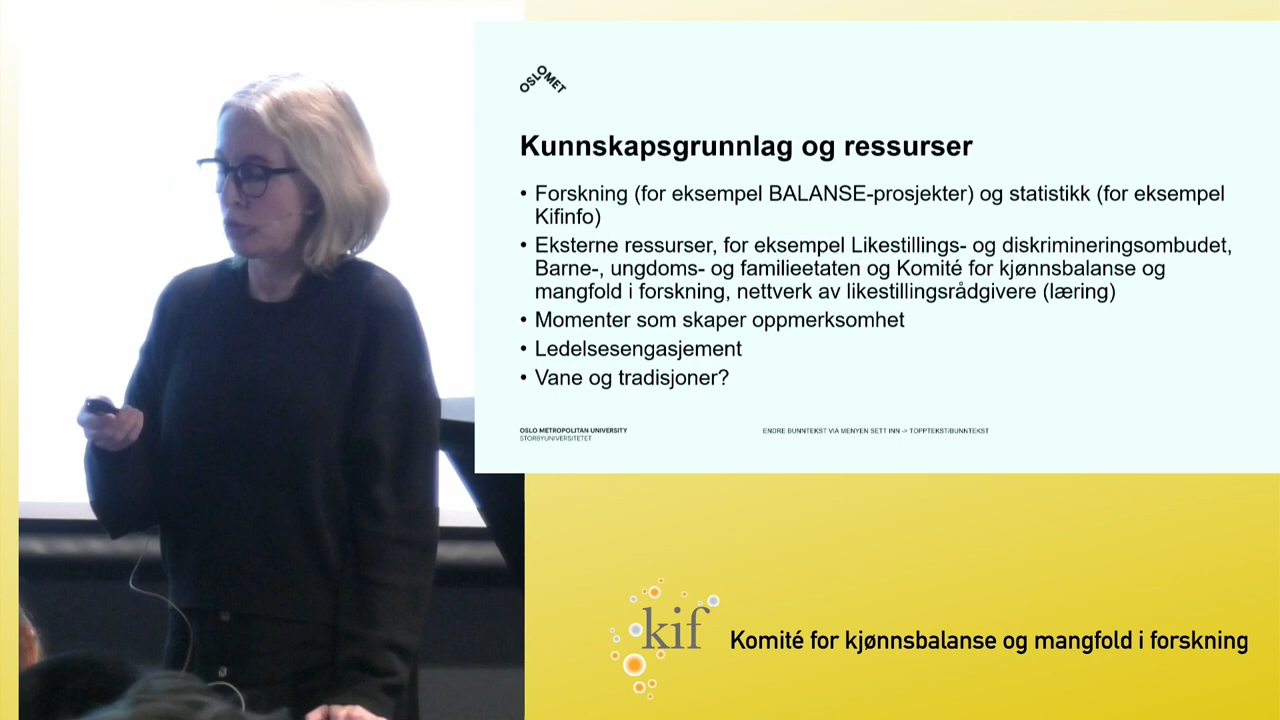 OSLOMET
Kunnskapsgrunnlag og ressurser
• Forskning (for eksempel BALANSE-prosjekter) og statistikk (for eksempel
Kifinfo)
• Eksterne ressurser, for eksempel Likestillings- og diskrimineringsombudet,
Barne-, ungdoms- og familieetaten og Komité for kjønnsbalanse og
mangfold i forskning, nettverk av likestillingsrådgivere (læring)
• Momenter som skaper oppmerksomhet
• Ledelsesengasjement
• Vane og tradisjoner?
OSLO METROPOLITAN UNIVERSITY
STORBYUNIVERSITETET
ENDRE BUNNTEKST VIA MENYEN SETT INN -> TOPPTEKST/BUNNTEKST
kif
Komité for kjønnsbalanse og mangfold i forskning